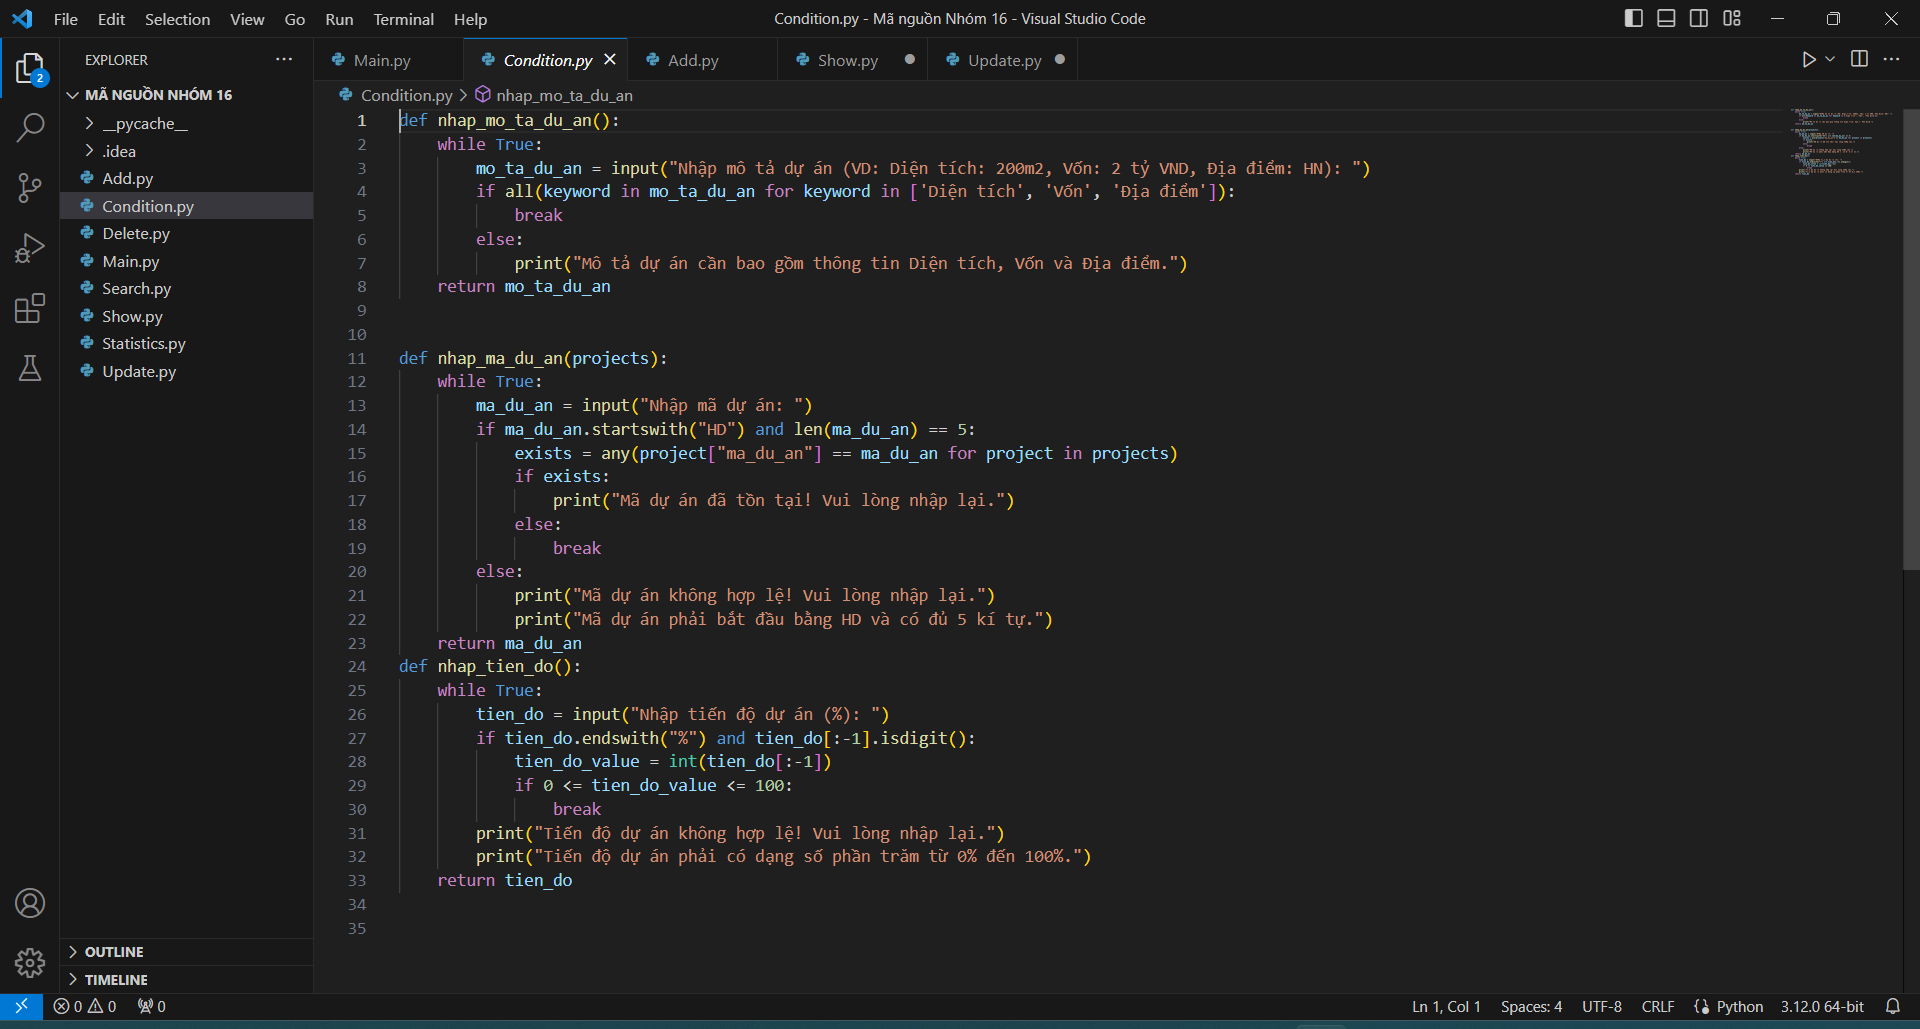 File Edit Selection View Go Run Terminal Help
Condition.py - Mã nguồn Nhóm 16 - Visual Studio Code
EXPLORER
2
MÃ NGUỒN NHÓM 16
__pycache__
.idea
Add.py
Condition.py
Delete.py
Main.py
Search.py
Show.py
Statistics.py
Update.py
OUTLINE
TIMELINE
Main.py Condition.py Add.py Show.py Update.py
Condition.py > nhap_mo_ta_du_an
1 def nhap_mo_ta_du_an():
2     while True:
3         mo_ta_du_an = input("Nhập mô tả dự án (VD: Diện tích: 200m2, Vốn: 2 tỷ VND, Địa điểm: HN): ")
4         if all(keyword in mo_ta_du_an for keyword in ['Diện tích', 'Vốn', 'Địa điểm']):
5             break
6         else:
7             print("Mô tả dự án cần bao gồm thông tin Diện tích, Vốn và Địa điểm.")
8     return mo_ta_du_an
9
10
11 def nhap_ma_du_an(projects):
12     while True:
13         ma_du_an = input("Nhập mã dự án: ")
14         if ma_du_an.startswith("HD") and len(ma_du_an) == 5:
15             exists = any(project["ma_du_an"] == ma_du_an for project in projects)
16             if exists:
17                 print("Mã dự án đã tồn tại! Vui lòng nhập lại.")
18             else:
19                 break
20         else:
21             print("Mã dự án không hợp lệ! Vui lòng nhập lại.")
22             print("Mã dự án phải bắt đầu bằng HD và có đủ 5 kí tự.")
23     return ma_du_an
24 def nhap_tien_do():
25     while True:
26         tien_do = input("Nhập tiến độ dự án (%): ")
27         if tien_do.endswith("%") and tien_do[:-1].isdigit():
28             tien_do_value = int(tien_do[:-1])
29             if 0 <= tien_do_value <= 100:
30                 break
31         print("Tiến độ dự án không hợp lệ! Vui lòng nhập lại.")
32         print("Tiến độ dự án phải có dạng số phần trăm từ 0% đến 100%.")
33     return tien_do
34
35
0 0 0
Ln 1, Col 1 Spaces: 4 UTF-8 CRLF Python 3.12.0 64-bit